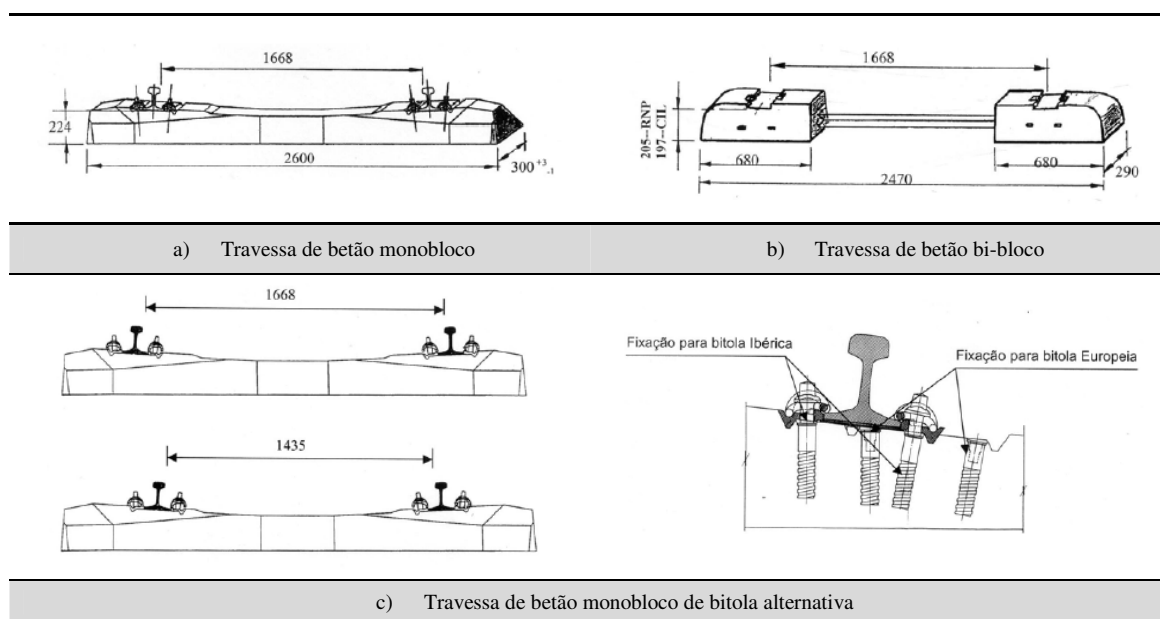 1668
224
2600
300 +3 -1
1668
205--RNP
197--CIL
680
680
2470
290
a) Travessa de betão monobloco
b) Travessa de betão bi-bloco
1668
1435
Fixação para bitola Ibérica
Fixação para bitola Europeia
c) Travessa de betão monobloco de bitola alternativa